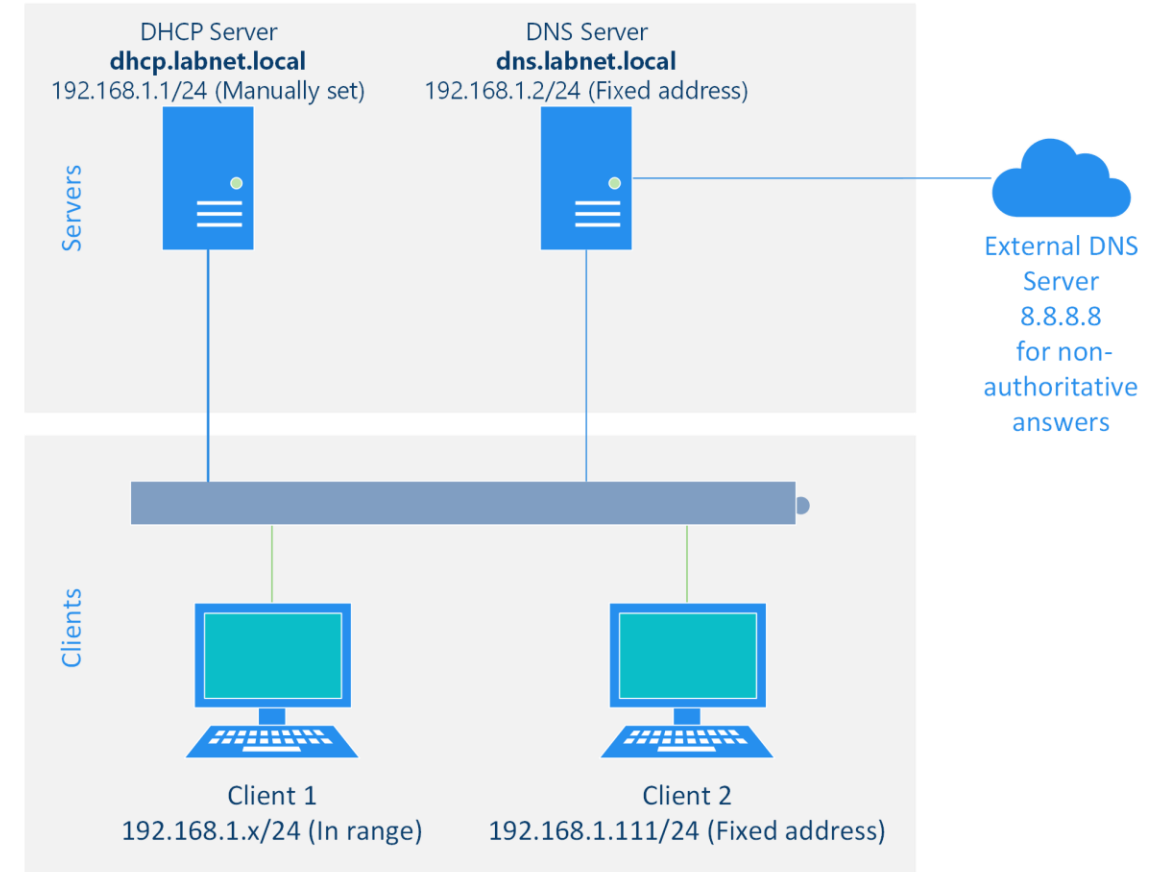 DHCP Server
dhcp.labnet.local
192.168.1.1/24 (Manually set)
DNS Server
dns.labnet.local
192.168.1.2/24 (Fixed address)
Servers
External DNS
Server
8.8.8.8
for non-
authoritative
answers
Clients
Client 1
192.168.1.x/24 (In range)
Client 2
192.168.1.111/24 (Fixed address)